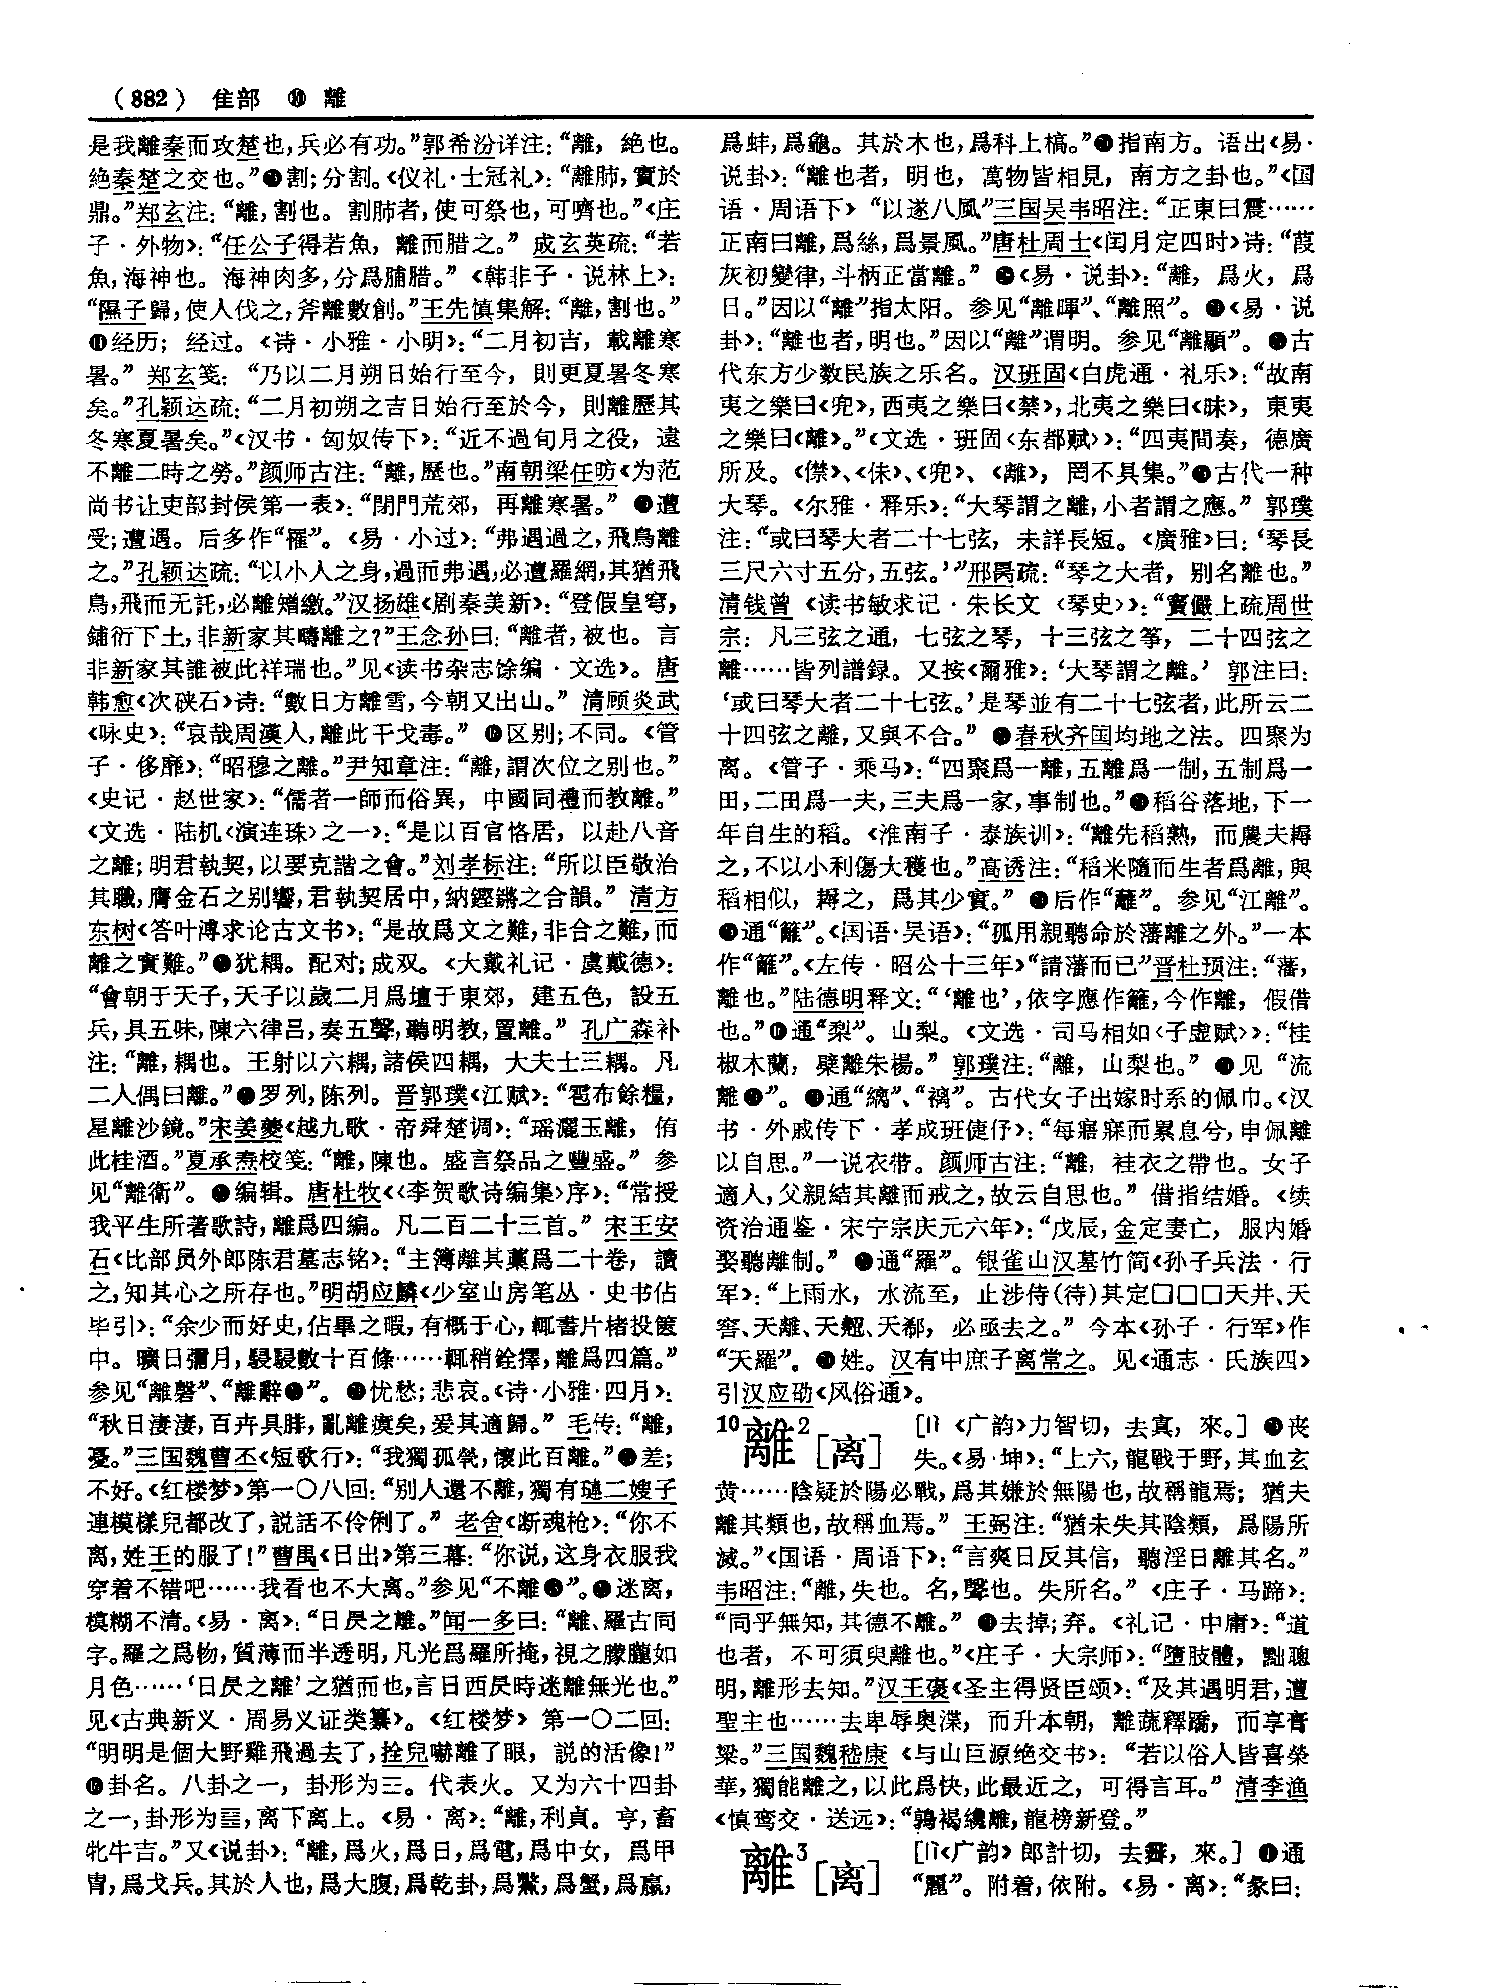 （882） 隹部 ⑩ 離
是我離秦而攻楚也，兵必有功。”郭希汾详注：“離，絶也。
絶秦楚之交也。”●割；分割。《仪礼·士冠礼》：“離肺，實於
鼎。”郑玄注：“離，割也。割肺者，使可祭也，可嚌也。”《庄
子·外物》：“任公子得若魚，離而腊之。”成玄英疏：“若
魚，海神也。海神肉多，分爲脯腊。”《韩非子·说林上》：
“隰子歸，使人伐之，斧離數創。”王先慎集解：“離，割也。”
⓫经历；经过。《诗·小雅·小明》：“二月初吉，載離寒
暑。”郑玄笺：“乃以二月朔日始行至今，則更夏暑冬寒
矣。”孔颖达疏：“二月初朔之吉日始行至於今，則離歷其
冬寒夏暑矣。”《汉书·匈奴传下》：“近不過旬月之役，遠
不離二時之勞。”颜师古注：“離，歷也。”南朝梁任昉《为范
尚书让吏部封侯第一表》：“閉門荒郊，再離寒暑。”●遭
受；遭遇。后多作“罹”。《易·小过》：“弗遇過之，飛鳥離
之。”孔颖达疏：“以小人之身，過而弗遇，必遭羅網，其猶飛
鳥，飛而无託，必離矰繳。”汉扬雄《剧秦美新》：“登假皇穹，
鋪衍下土，非新家其疇離之？”王念孙曰：“離者，被也。言
非新家其誰被此祥瑞也。”见《读书杂志馀编·文选》。唐
韩愈《次硖石》诗：“數日方離雪，今朝又出山。”清顾炎武
《咏史》：“哀哉周漢人，離此干戈毒。”●区别；不同。《管
子·侈靡》：“昭穆之離。”尹知章注：“離，謂次位之别也。”
《史记·赵世家》：“儒者一師而俗異，中國同禮而教離。”
《文选·陆机〈演连珠〉之一》：“是以百官恪居，以赴八音
之離；明君執契，以要克諧之會。”刘孝标注：“所以臣敬治
其職，膺金石之别響，君執契居中，納鏗鏘之合韻。”清方
东树《答叶溥求论古文书》：“是故爲文之難，非合之難，而
離之實難。”●犹耦。配对；成双。《大戴礼记·虞戴德》：
“會朝于天子，天子以歲二月爲壇于東郊，建五色，設五
兵，具五味，陳六律吕，奏五聲，聽明教，置離。”孔广森补
注：“離，耦也。王射以六耦，諸侯四耦，大夫士三耦。凡
二人偶曰離。”●罗列，陈列。晋郭璞《江赋》：“雹布餘糧，
星離沙鏡。”宋姜夔《越九歌·帝舜楚调》：“瑶灑玉離，侑
此桂酒。”夏承焘校笺：“離，陳也。盛言祭品之豐盛。”参
见“離衛”。●编辑。唐杜牧《〈李贺歌诗编集〉序》：“常授
我平生所著歌詩，離爲四編。凡二百二十三首。”宋王安
石《比部员外郎陈君墓志铭》：“主簿離其藁爲二十卷，讀
之，知其心之所存也。”明胡应麟《少室山房笔丛·史书佔
毕引》：“余少而好史，佔畢之暇，有概于心，輒蓄片楮投篋
中。曠日彌月，駸駸數十百條……輒稍銓擇，離爲四篇。”
参见“離磬”、“離辭●”。●忧愁；悲哀。《诗·小雅·四月》：
“秋日淒淒，百卉具腓，亂離瘼矣，爰其適歸。”毛传：“離，
憂。”三国魏曹丕《短歌行》：“我獨孤煢，懷此百離。”●差；
不好。《红楼梦》第一〇八回：“别人還不離，獨有璉二嫂子
連模樣兒都改了，説話不伶俐了。”老舍《断魂枪》：“你不
离，姓王的服了！”曹禺《日出》第三幕：“你说，这身衣服我
穿着不错吧……我看也不大离。”参见“不離●”。●迷离，
模糊不清。《易·离》：“日昃之離。”闻一多曰：“離、羅古同
字。羅之爲物，質薄而半透明，凡光爲羅所掩，視之朦朧如
月色……‘日昃之離’之猶而也，言日西昃時迷離無光也。”
见《古典新义·周易义证类纂》。《红楼梦》第一〇二回：
“明明是個大野雞飛過去了，拴兒嚇離了眼，説的活像！”
●卦名。八卦之一，卦形为☲。代表火。又为六十四卦
之一，卦形为䷝，离下离上。《易·离》：“離，利貞。亨，畜
牝牛吉。”又《说卦》：“離，爲火，爲日，爲電，爲中女，爲甲
冑，爲戈兵。其於人也，爲大腹，爲乾卦，爲鱉，爲蟹，爲蠃，
爲蚌，爲龜。其於木也，爲科上槁。”●指南方。语出《易·
说卦》：“離也者，明也，萬物皆相見，南方之卦也。”《国
语·周语下》“以遂八風”三国吴韦昭注：“正東曰震……
正南曰離，爲絲，爲景風。”唐杜周士《闰月定四时》诗：“葭
灰初變律，斗柄正當離。”●《易·说卦》：“離，爲火，爲
日。”因以“離”指太阳。参见“離暉”、“離照”。●《易·说
卦》：“離也者，明也。”因以“離”谓明。参见“離顯”。●古
代东方少数民族之乐名。汉班固《白虎通·礼乐》：“故南
夷之樂曰《兜》，西夷之樂曰《禁》，北夷之樂曰《昧》，東夷
之樂曰《離》。”《文选·班固〈东都赋〉》：“四夷間奏，德廣
所及。《僸》、《佅》、《兜》、《離》，罔不具集。”●古代一种
大琴。《尔雅·释乐》：“大琴謂之離，小者謂之應。”郭璞
注：“或曰琴大者二十七弦，未詳長短。《廣雅》曰：‘琴長
三尺六寸五分，五弦。’”邢昺疏：“琴之大者，别名離也。”
清钱曾《读书敏求记·朱长文〈琴史〉》：“竇儼上疏周世
宗：凡三弦之通，七弦之琴，十三弦之筝，二十四弦之
離……皆列譜録。又按《爾雅》：‘大琴謂之離。’郭注曰：
‘或曰琴大者二十七弦。’是琴並有二十七弦者，此所云二
十四弦之離，又與不合。”●春秋齐国均地之法。四聚为
离。《管子·乘马》：“四聚爲一離，五離爲一制，五制爲一
田，二田爲一夫，三夫爲一家，事制也。”●稻谷落地，下一
年自生的稻。《淮南子·泰族训》：“離先稻熟，而農夫耨
之，不以小利傷大穫也。”高诱注：“稻米隨而生者爲離，與
稻相似，耨之，爲其少實。”●后作“蘺”。参见“江離”。
●通“籬”。《国语·吴语》：“孤用親聽命於藩離之外。”一本
作“籬”。《左传·昭公十三年》“請藩而已”晋杜预注：“藩，
離也。”陆德明释文：“‘離也’，依字應作籬，今作離，假借
也。”●通“梨”。山梨。《文选·司马相如〈子虚赋〉》：“桂
椒木蘭，檗離朱楊。”郭璞注：“離，山梨也。”●见“流
離●”。●通“縭”、“褵”。古代女子出嫁时系的佩巾。《汉
书·外戚传下·孝成班倢伃》：“每寤寐而累息兮，申佩離
以自思。”一说衣带。颜师古注：“離，袿衣之帶也。女子
適人，父親結其離而戒之，故云自思也。”借指结婚。《续
资治通鉴·宋宁宗庆元六年》：“戊辰，金定妻亡，服内婚
娶聽離制。”●通“羅”。银雀山汉墓竹简《孙子兵法·行
军》：“上雨水，水流至，止涉侍（待）其定□□□天井、天
窖、天離、天翘、天郄，必亟去之。”今本《孙子·行军》作
“天羅”。●姓。汉有中庶子离常之。见《通志·氏族四》
引汉应劭《风俗通》。
10離2［离］ ［lì 《广韵》力智切，去寘，來。］❶丧
失。《易·坤》：“上六，龍戰于野，其血玄
黄……陰疑於陽必戰，爲其嫌於無陽也，故稱龍焉；猶夫
離其類也，故稱血焉。”王弼注：“猶未失其陰類，爲陽所
滅。”《国语·周语下》：“言爽日反其信，聽淫日離其名。”
韦昭注：“離，失也。名，聲也。失所名。”《庄子·马蹄》：
“同乎無知，其德不離。”❷去掉；弃。《礼记·中庸》：“道
也者，不可須臾離也。”《庄子·大宗师》：“墮肢體，黜聰
明，離形去知。”汉王褒《圣主得贤臣颂》：“及其遇明君，遭
聖主也……去卑辱奥渫，而升本朝，離蔬釋蹻，而享膏
粱。”三国魏嵇康《与山巨源绝交书》：“若以俗人皆喜榮
華，獨能離之，以此爲快，此最近之，可得言耳。”清李渔
《慎鸾交·送远》：“鶉褐纔離，龍榜新登。”
離3［离］ ［lì《广韵》郎計切，去霽，來。］❶通
“麗”。附着，依附。《易·离》：“彖曰：